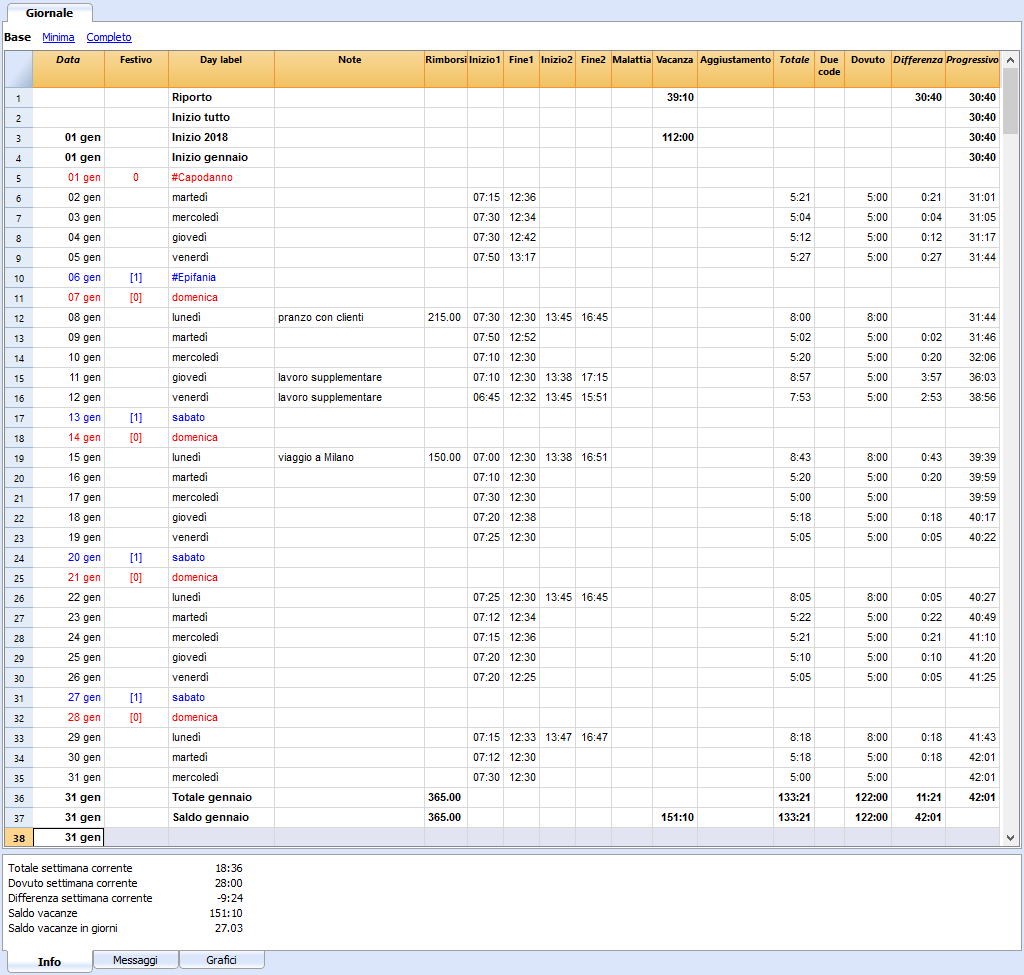 Giornale
Base Minima Completo
Data Festivo Day label Note Rimborsi Inizio1 Fine1 Inizio2 Fine2 Malattia Vacanza Aggiustamento Totale Due code Dovuto Differenza Progressivo
1 Riporto 39:10 30:40 30:40
2 Inizio tutto 30:40
3 01 gen Inizio 2018 112:00 30:40
4 01 gen Inizio gennaio 30:40
5 01 gen 0 #Capodanno
6 02 gen martedì 07:15 12:36 5:21 5:00 0:21 31:01
7 03 gen mercoledì 07:30 12:34 5:04 5:00 0:04 31:05
8 04 gen giovedì 07:30 12:42 5:12 5:00 0:12 31:17
9 05 gen venerdì 07:50 13:17 5:27 5:00 0:27 31:44
10 06 gen [1] #Epifania
11 07 gen [0] domenica
12 08 gen lunedì pranzo con clienti 215.00 07:30 12:30 13:45 16:45 8:00 8:00 31:44
13 09 gen martedì 07:50 12:52 5:02 5:00 0:02 31:46
14 10 gen mercoledì 07:10 12:30 5:20 5:00 0:20 32:06
15 11 gen giovedì lavoro supplementare 07:10 12:30 13:38 17:15 8:57 5:00 3:57 36:03
16 12 gen venerdì lavoro supplementare 06:45 12:32 13:45 15:51 7:53 5:00 2:53 38:56
17 13 gen [1] sabato
18 14 gen [0] domenica
19 15 gen lunedì viaggio a Milano 150.00 07:00 12:30 13:38 16:51 8:43 8:00 0:43 39:39
20 16 gen martedì 07:10 12:30 5:20 5:00 0:20 39:59
21 17 gen mercoledì 07:30 12:30 5:00 5:00 39:59
22 18 gen giovedì 07:20 12:38 5:18 5:00 0:18 40:17
23 19 gen venerdì 07:25 12:30 5:05 5:00 0:05 40:22
24 20 gen [1] sabato
25 21 gen [0] domenica
26 22 gen lunedì 07:25 12:30 13:45 16:45 8:05 8:00 0:05 40:27
27 23 gen martedì 07:12 12:34 5:22 5:00 0:22 40:49
28 24 gen mercoledì 07:15 12:36 5:21 5:00 0:21 41:10
29 25 gen giovedì 07:20 12:30 5:10 5:00 0:10 41:20
30 26 gen venerdì 07:20 12:25 5:05 5:00 0:05 41:25
31 27 gen [1] sabato
32 28 gen [0] domenica
33 29 gen lunedì 07:15 12:33 13:47 16:47 8:18 8:00 0:18 41:43
34 30 gen martedì 07:12 12:30 5:18 5:00 0:18 42:01
35 31 gen mercoledì 07:30 12:30 5:00 5:00 42:01
36 31 gen Totale gennaio 365.00 133:21 122:00 11:21 42:01
37 31 gen Saldo gennaio 365.00 151:10 133:21 122:00 42:01
38 31 gen
Totale settimana corrente 18:36
Dovuto settimana corrente 28:00
Differenza settimana corrente -9:24
Saldo vacanze 151:10
Saldo vacanze in giorni 27.03
Info Messaggi Grafici